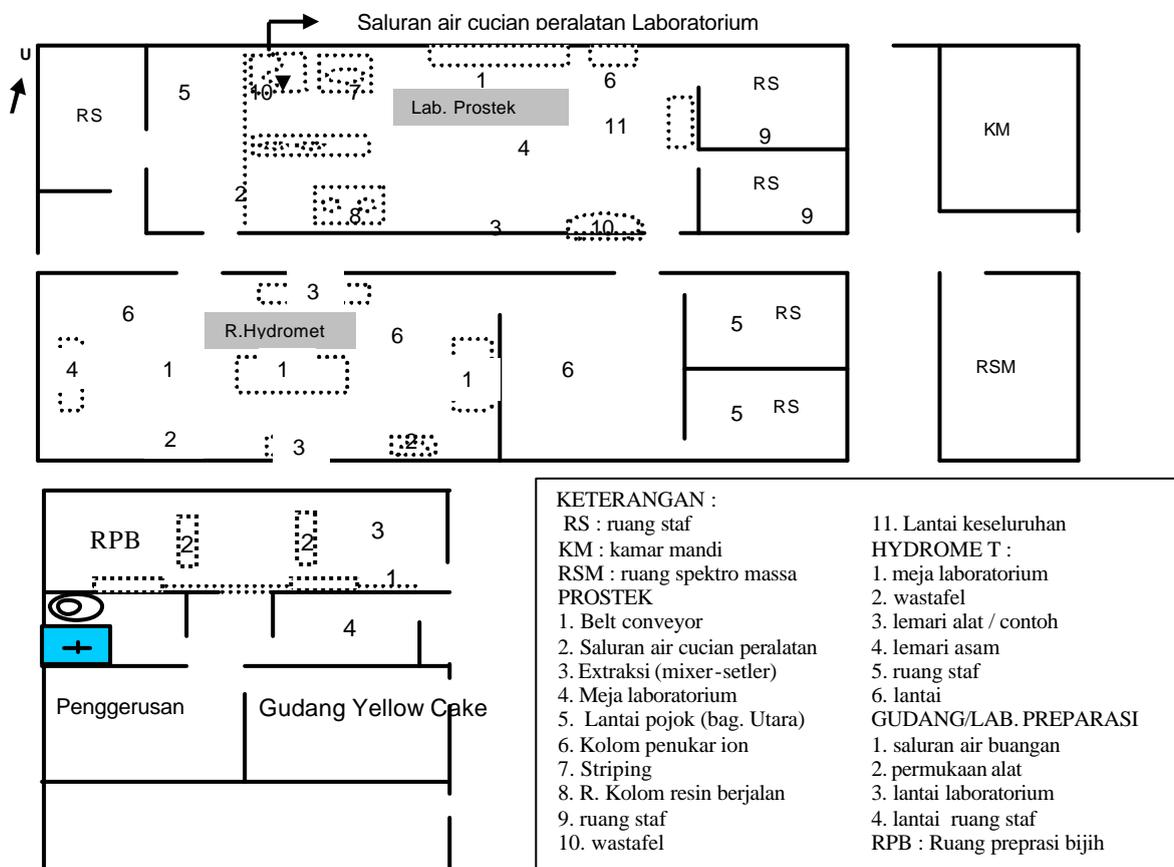 Saluran air cucian peralatan Laboratorium
U
RS
5
10
7
1
6
RS
Lab. Prostek
11
4
9
KM
2
8
3
10
RS
9
3
6
R.Hydromet
6
5
RS
4
1
1
1
6
RSM
2
3
2
5
RS
RPB
2
2
3
1
4
Penggerusan
Gudang Yellow Cake
KETERANGAN :
RS : ruang staf
KM : kamar mandi
RSM : ruang spektro massa
PROSTEK
1. Belt conveyor
2. Saluran air cucian peralatan
3. Extraksi (mixer-setler)
4. Meja laboratorium
5. Lantai pojok (bag. Utara)
6. Kolom penukar ion
7. Striping
8. R. Kolom resin berjalan
9. ruang staf
10. wastafel
11. Lantai keseluruhan
HYDROME T :
1. meja laboratorium
2. wastafel
3. lemari alat / contoh
4. lemari asam
5. ruang staf
6. lantai
GUDANG/LAB. PREPARASI
1. saluran air buangan
2. permukaan alat
3. lantai laboratorium
4. lantai ruang staf
RPB : Ruang preprasi bijih